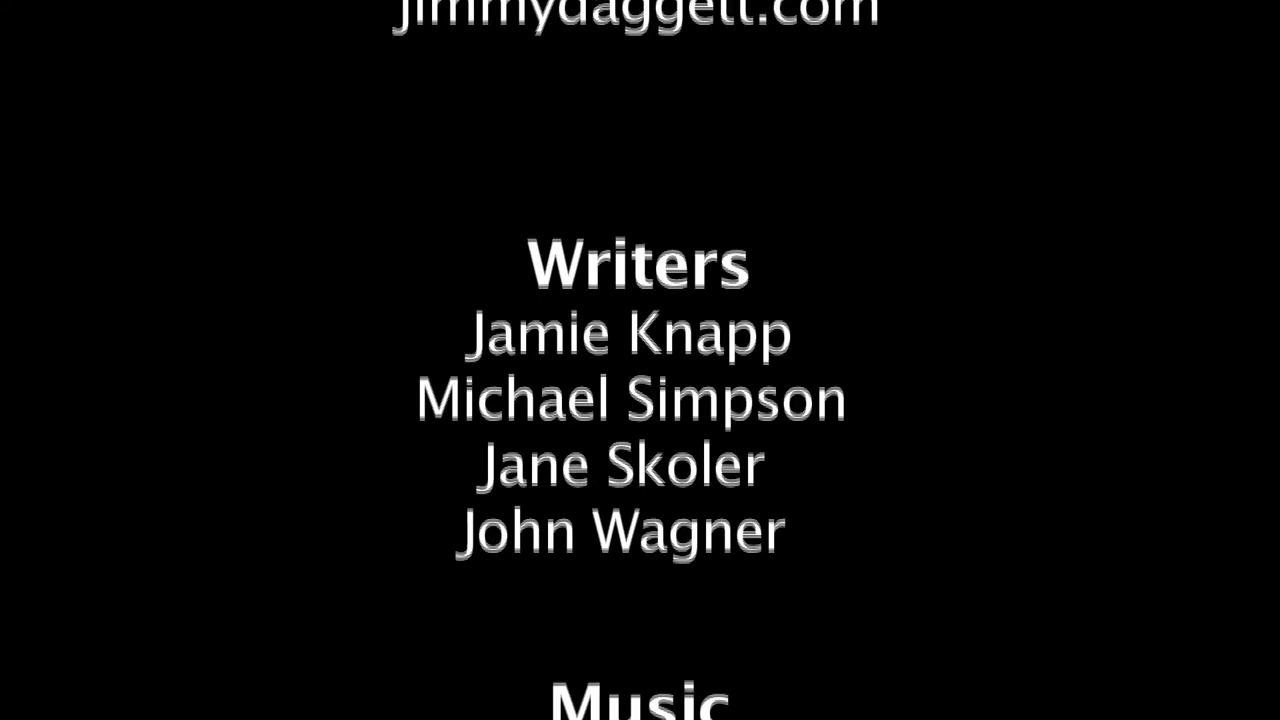 jimmydaggett.com
Writers
Jamie Knapp
Michael Simpson
Jane Skoler
John Wagner
Music